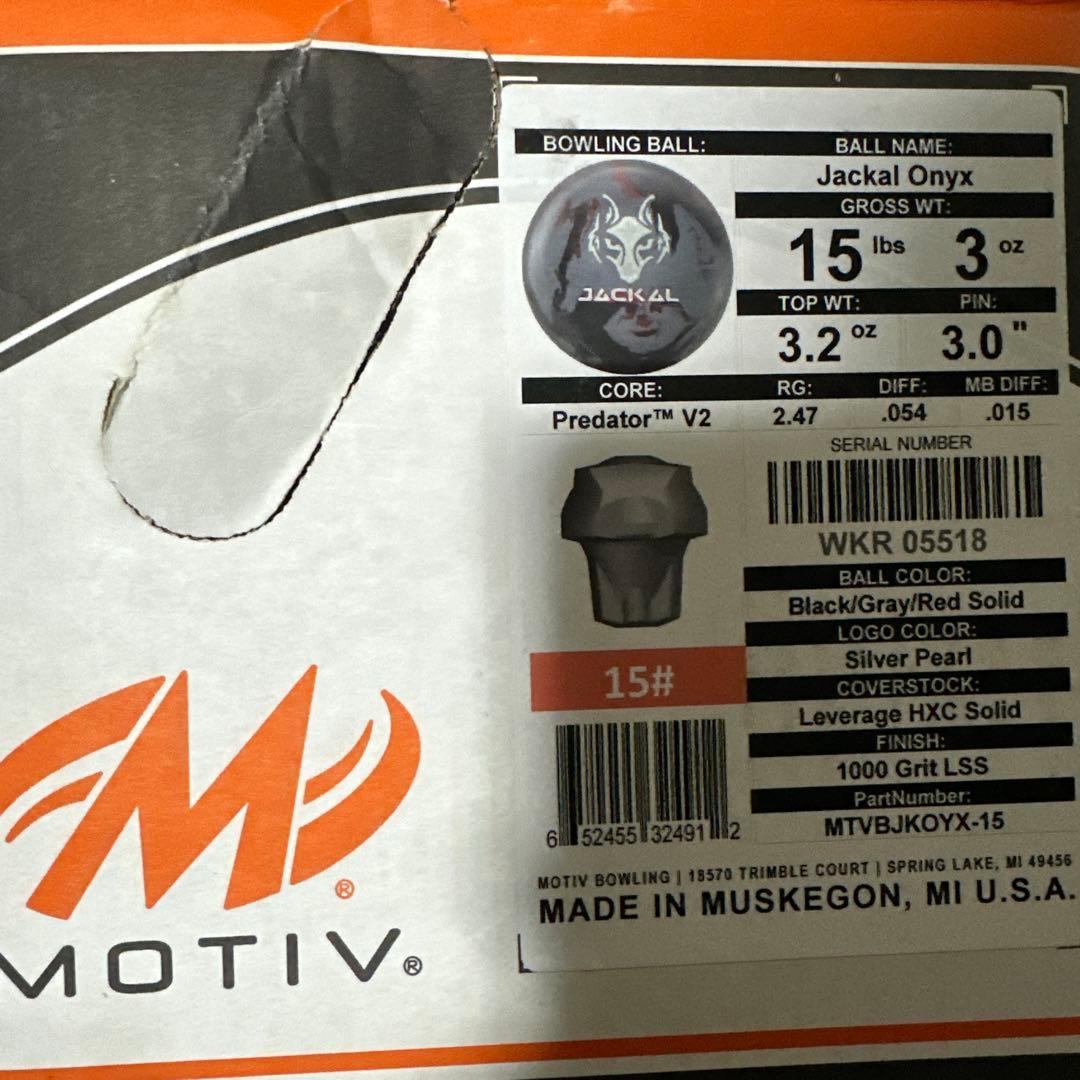 BOWLING BALL:
BALL NAME:
Jackal Onyx
GROSS WT:
15 lbs 3 oz
TOP WT: PIN:
3.2 oz 3.0 "
JACKAL
CORE: RG: DIFF: MB DIFF:
Predator™ V2 2.47 .054 .015
SERIAL NUMBER
WKR 05518
BALL COLOR:
Black/Gray/Red Solid
LOGO COLOR:
Silver Pearl
15#
COVERSTOCK:
Leverage HXC Solid
FINISH:
1000 Grit LSS
PartNumber:
MTVBJKOYX-15
6 52455 32491 2
MOTIV BOWLING | 18570 TRIMBLE COURT | SPRING LAKE, MI 49456
MADE IN MUSKEGON, MI U.S.A.
M®
MOTIV®